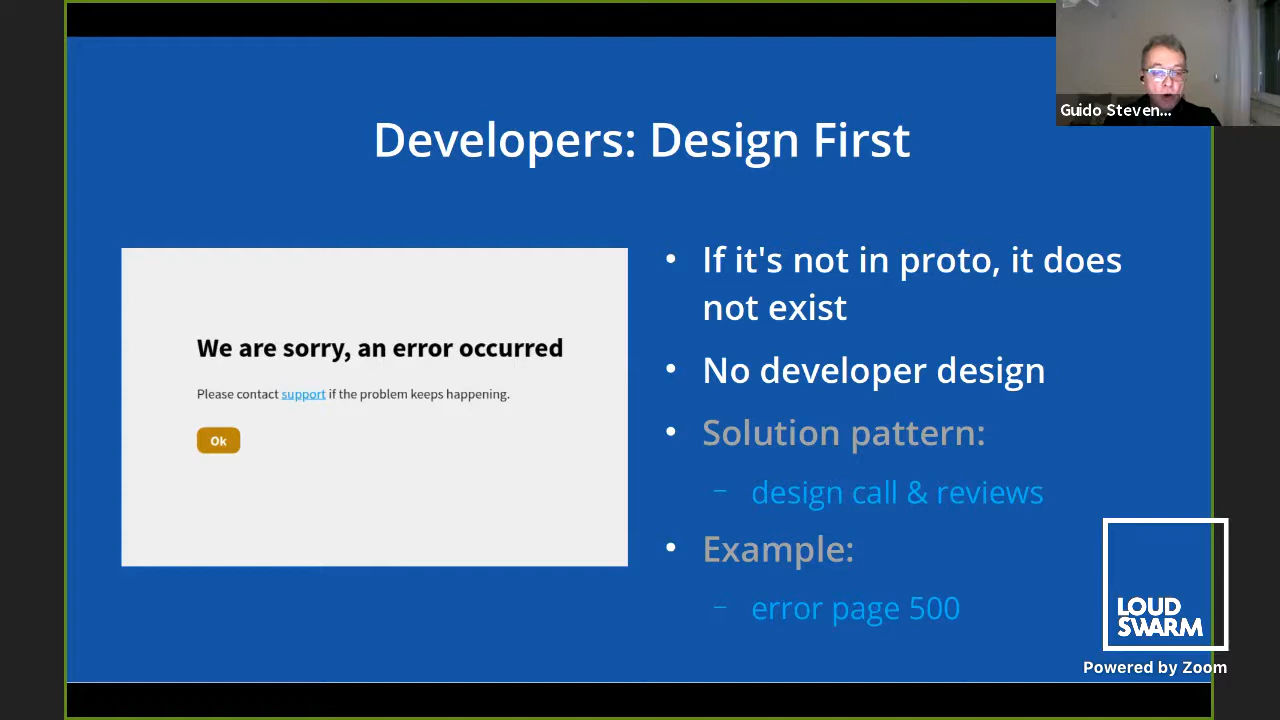 Guido Steven...
Developers: Design First
We are sorry, an error occurred
Please contact support if the problem keeps happening.
Ok
• If it's not in proto, it does
not exist
• No developer design
• Solution pattern:
– design call & reviews
• Example:
– error page 500
LOUD
SWARM
Powered by Zoom